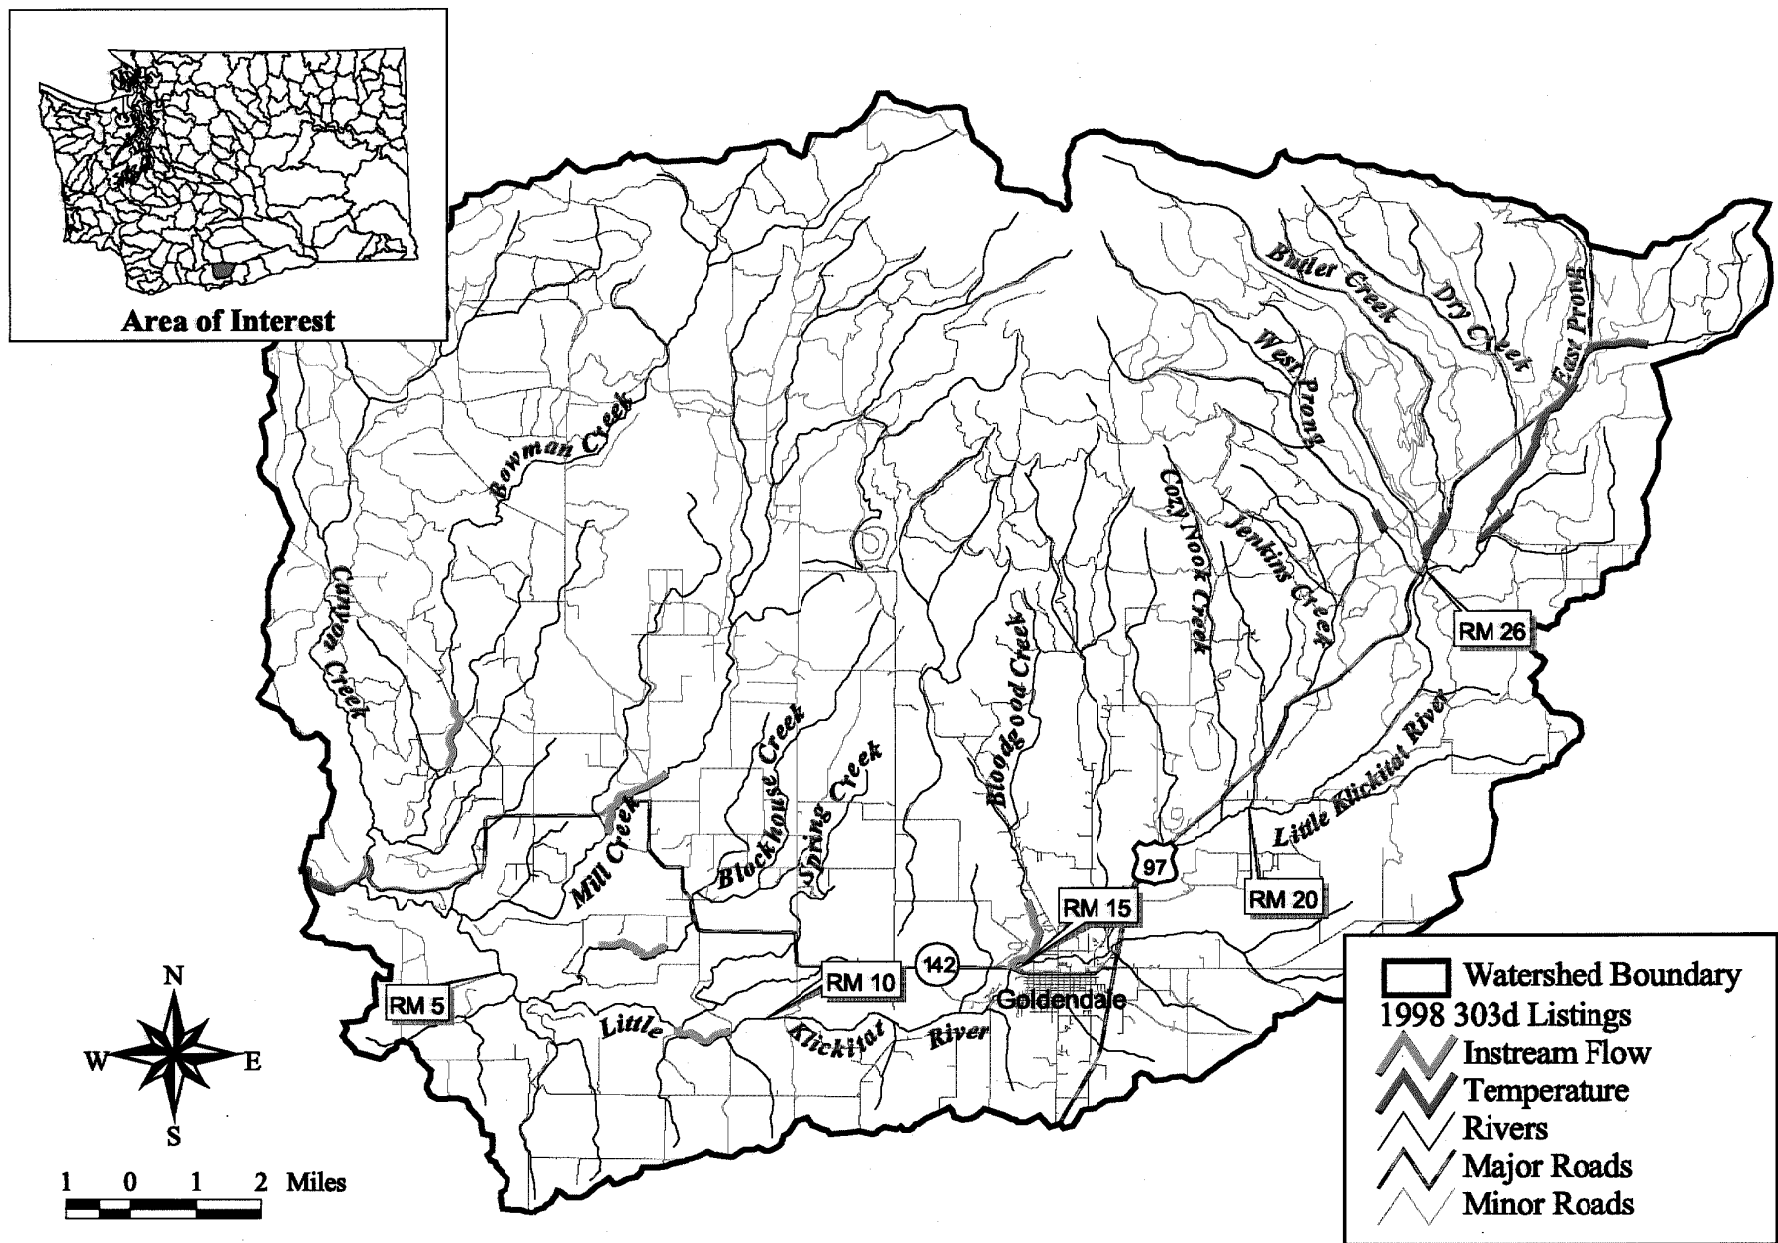 Area of Interest
Butler Creek
Dry Creek
East Prong
West Prong
Bowman Creek
Cozy Nook Creek
Jenkins Creek
Canyon Creek
Bloodgood Creek
RM 26
Little Klickitat River
Blockhouse Creek
Spring Creek
Mill Creek
97
RM 20
RM 15
142
RM 10
RM 5
Goldendale
Little Klickitat River
N
W E
S
1 0 1 2 Miles
Watershed Boundary
1998 303d Listings
Instream Flow
Temperature
Rivers
Major Roads
Minor Roads